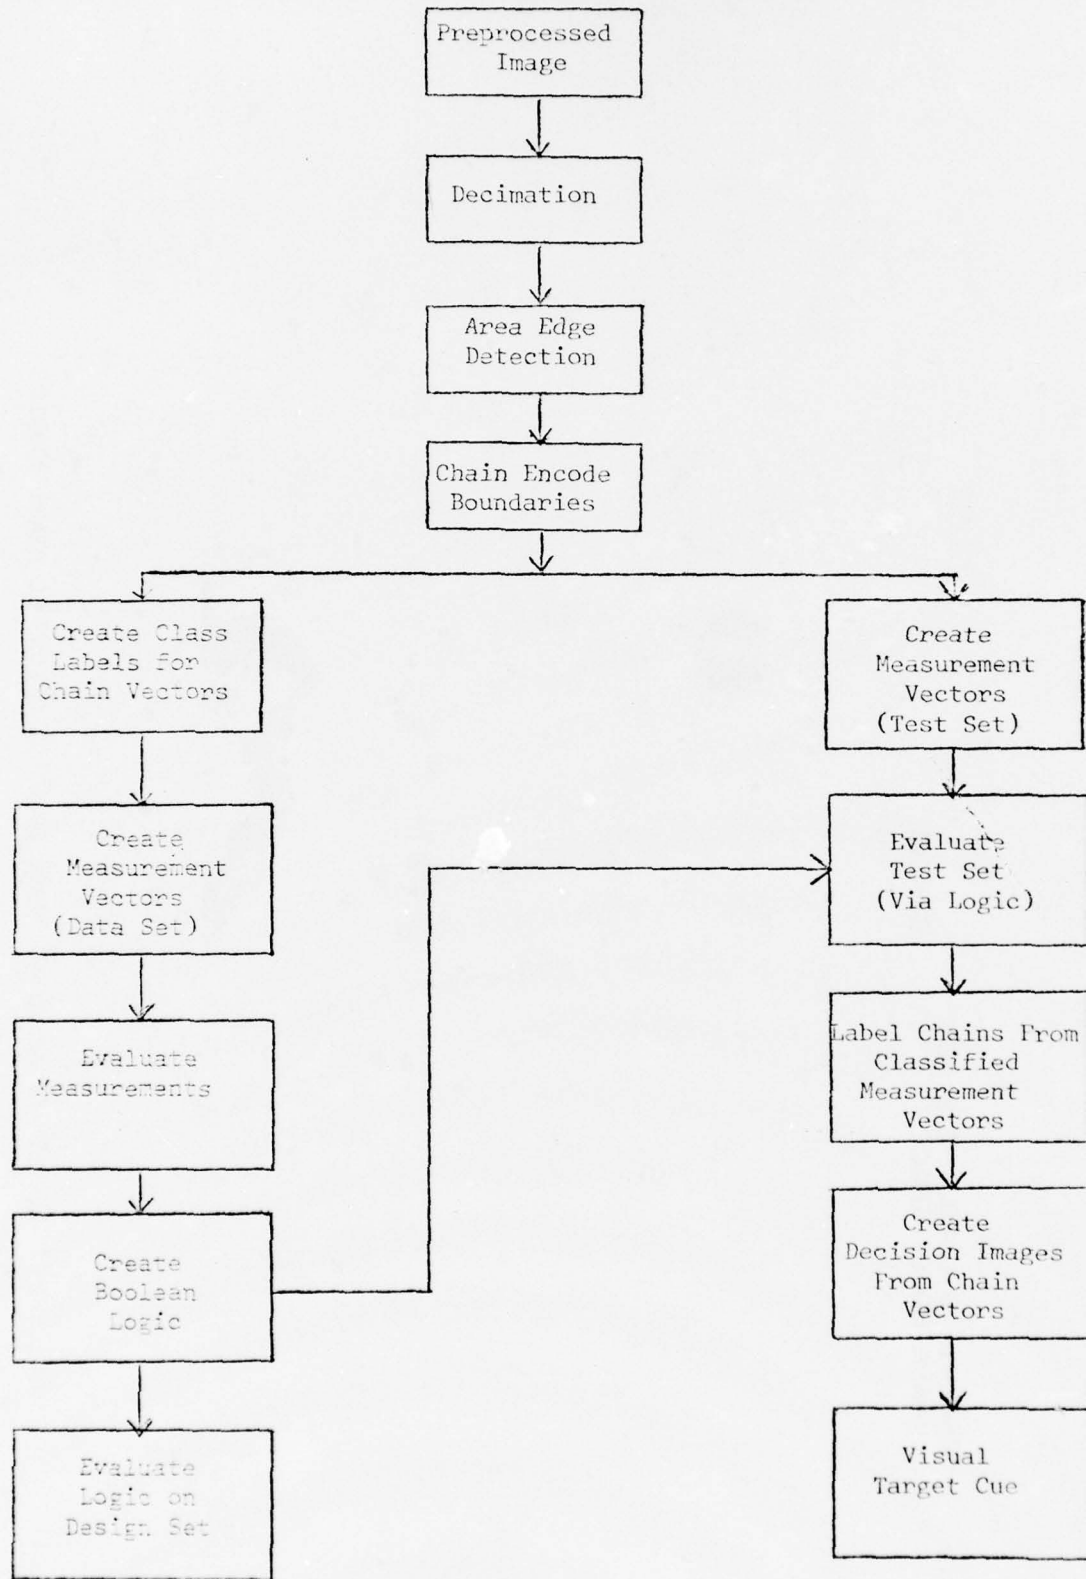 Preprocessed
Image
Decimation
Area Edge
Detection
Chain Encode
Boundaries
Create Class
Labels for
Chain Vectors
Create
Measurement
Vectors
(Data Set)
Evaluate
Measurements
Create
Boolean
Logic
Evaluate
Logic on
Design Set
Create
Measurement
Vectors
(Test Set)
Evaluate
Test Set
(Via Logic)
Label Chains From
Classified
Measurement
Vectors
Create
Decision Images
From Chain
Vectors
Visual
Target Cue